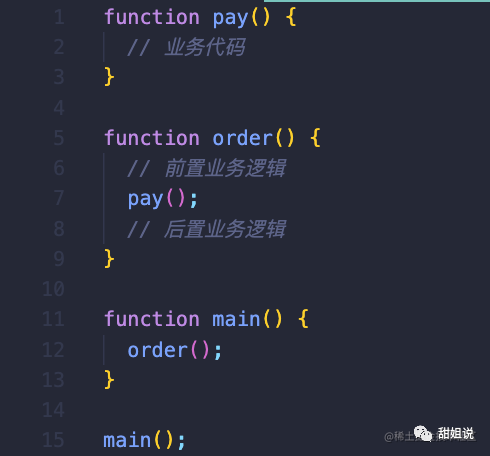 1 function pay() {
2 // 业务代码
3 }
4
5 function order() {
6 // 前置业务逻辑
7 pay();
8 // 后置业务逻辑
9 }
10
11 function main() {
12 order();
13 }
14
15 main();
@稀土
甜姐说